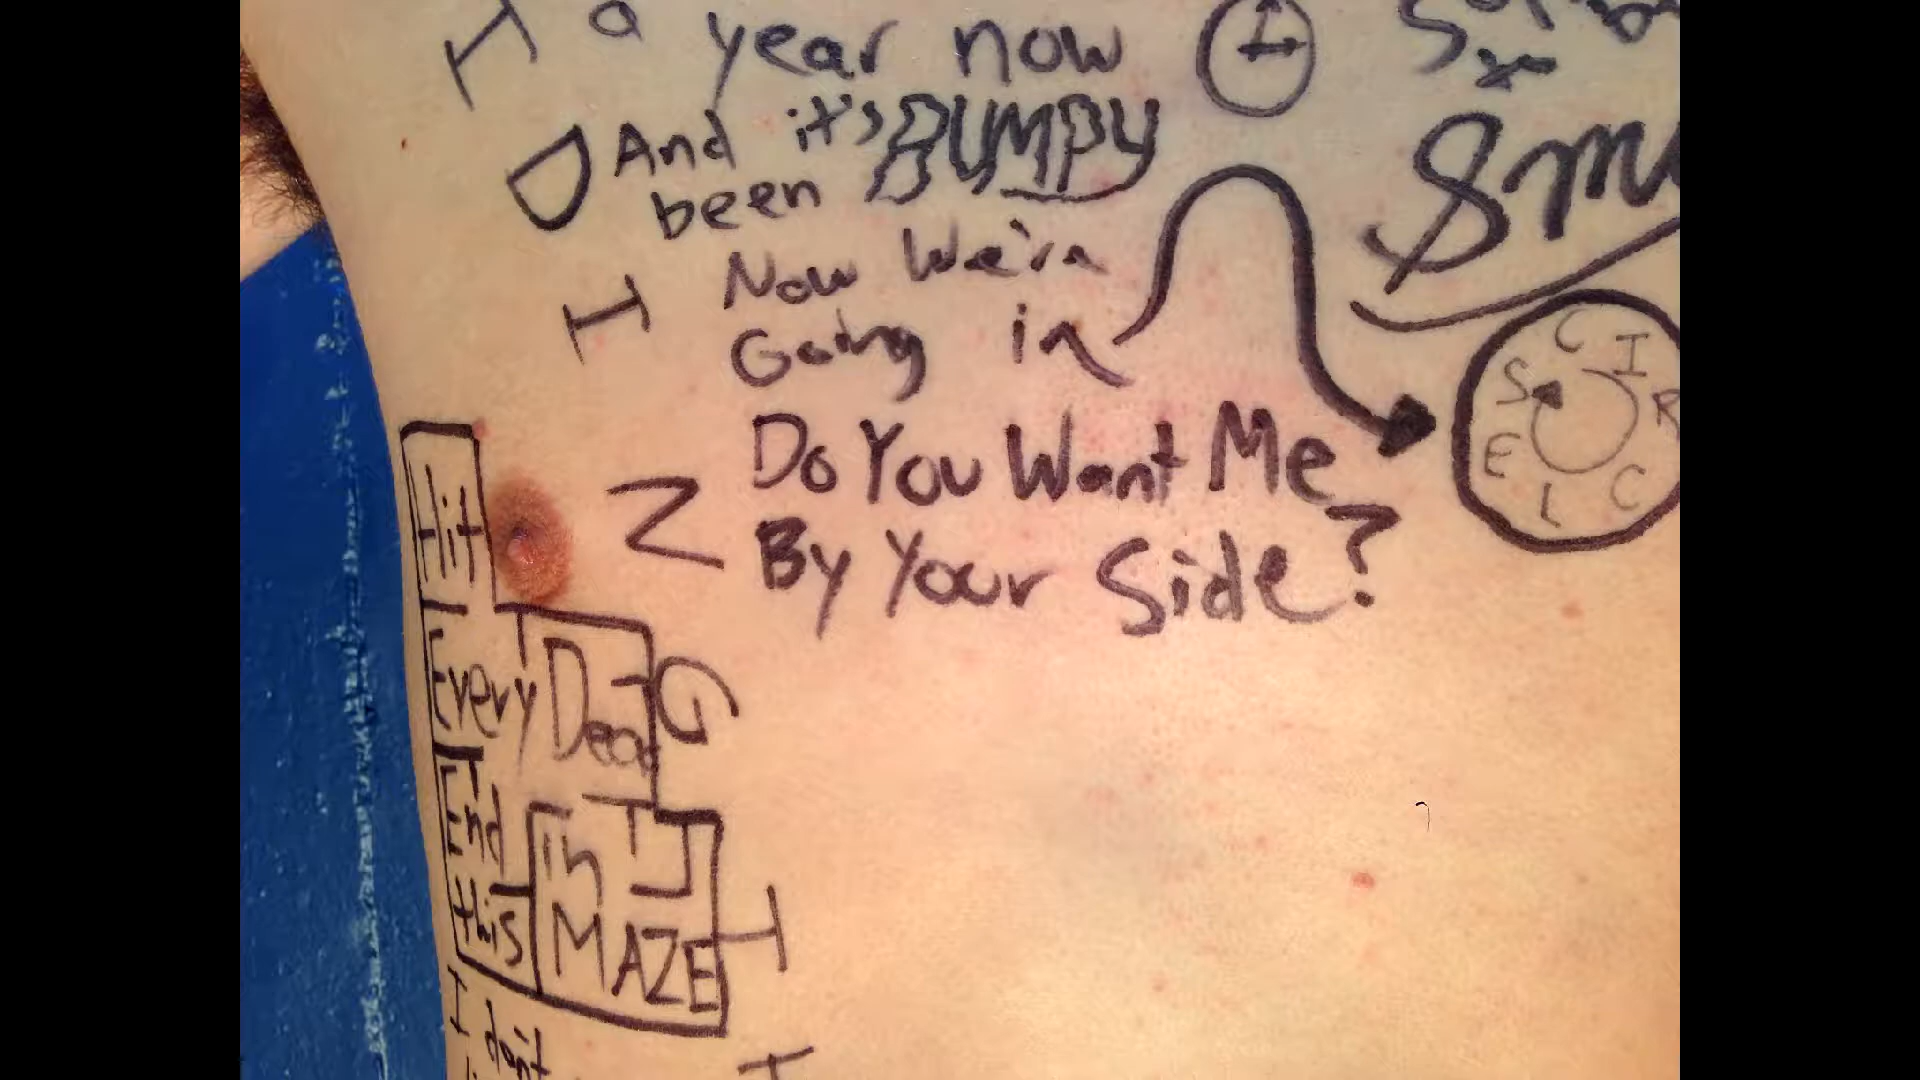 a year now I
And it's BUMPY
been
Now We're
Going in
CIRCLES
Do You Want Me
By Your Side?
Hit
Every Dead
End in
this MAZE
I don't